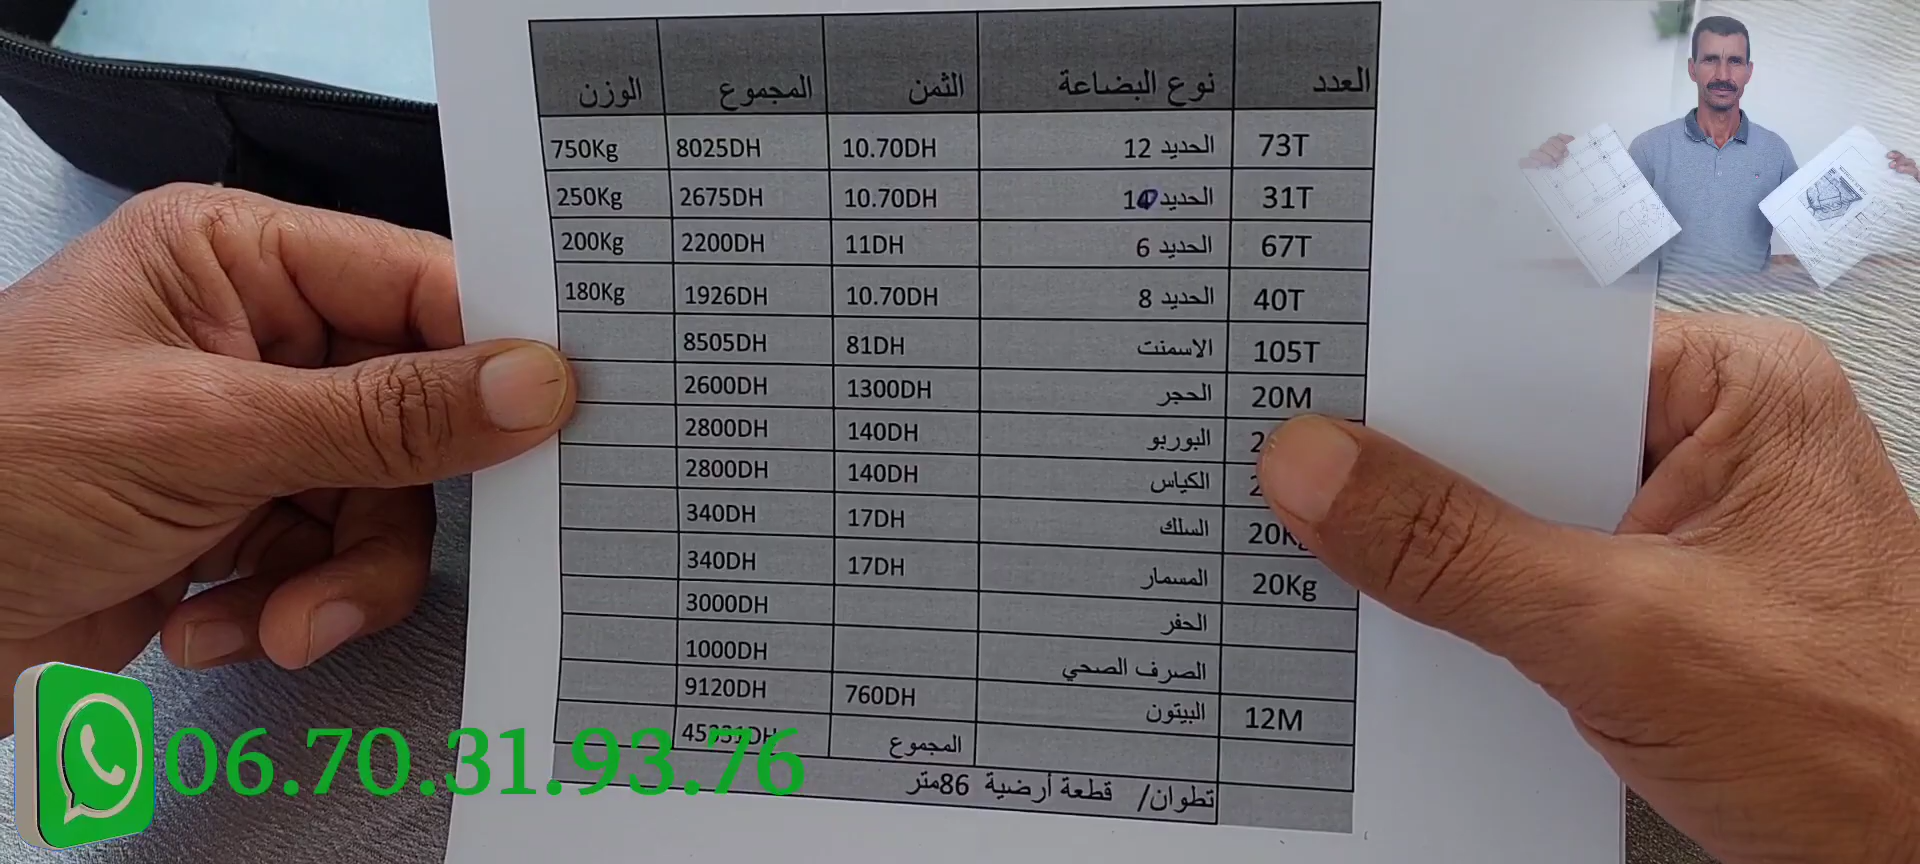 العدد نوع البضاعة الثمن المجموع الوزن
73T الحديد 12 10.70DH 8025DH 750Kg
31T الحديد 10.70DH 2675DH 250Kg
67T الحديد 6 11DH 2200DH 200Kg
40T الحديد 8 10.70DH 1926DH 180Kg
105T الاسمنت 81DH 8505DH
20M الحجر 1300DH 2600DH
البوربو 140DH 2800DH
الكياس 140DH 2800DH
السلك 17DH 340DH
20Kg المسمار 17DH 340DH
الحفر 3000DH
الصرف الصحي 1000DH
12M البيتون 760DH 9120DH
المجموع
تطوان/ قطعة أرضية 86متر
06.70.31.93.76